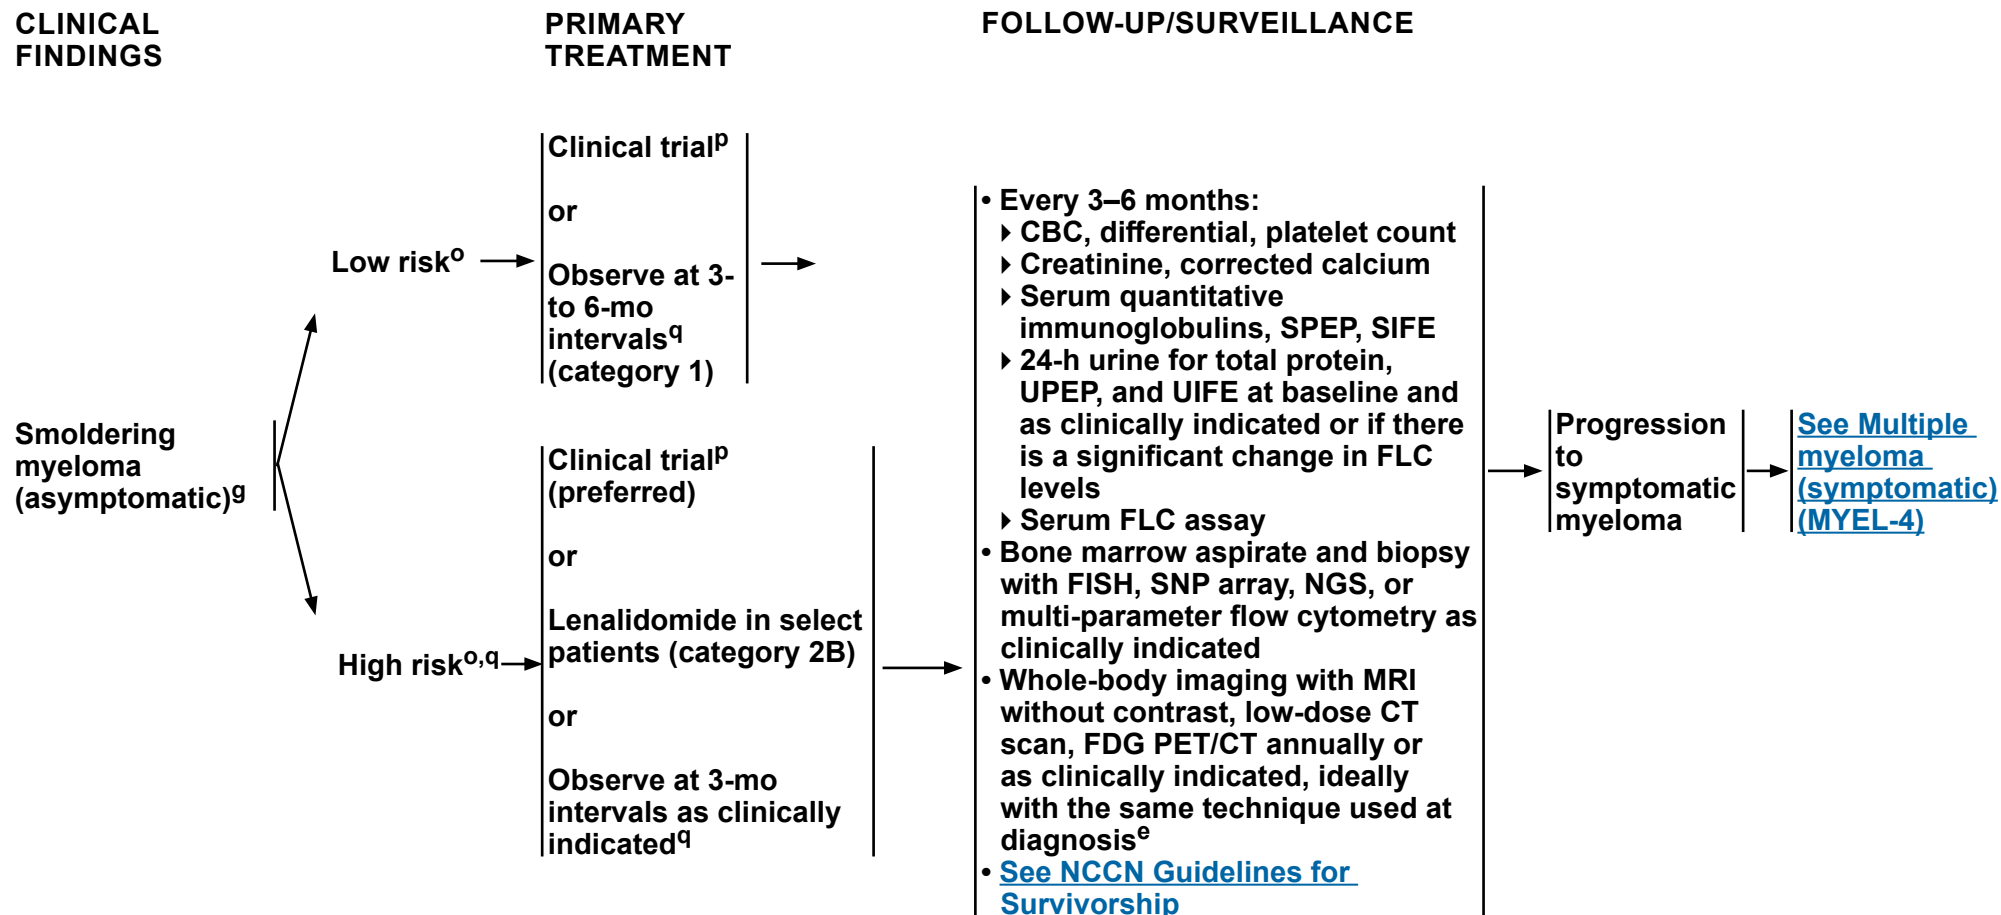 CLINICAL
FINDINGS
PRIMARY
TREATMENT
FOLLOW-UP/SURVEILLANCE
Smoldering
myeloma
(asymptomatic)g
Low risko
Clinical trialp
or
Observe at 3-
to 6-mo
intervalsq
(category 1)
High risko,q
Clinical trialp
(preferred)
or
Lenalidomide in select
patients (category 2B)
or
Observe at 3-mo
intervals as clinically
indicatedq
• Every 3–6 months:
CBC, differential, platelet count
Creatinine, corrected calcium
Serum quantitative
immunoglobulins, SPEP, SIFE
24-h urine for total protein,
UPEP, and UIFE at baseline and
as clinically indicated or if there
is a significant change in FLC
levels
Serum FLC assay
• Bone marrow aspirate and biopsy
with FISH, SNP array, NGS, or
multi-parameter flow cytometry as
clinically indicated
• Whole-body imaging with MRI
without contrast, low-dose CT
scan, FDG PET/CT annually or
as clinically indicated, ideally
with the same technique used at
diagnosise
• See NCCN Guidelines for
Survivorship
Progression
to
symptomatic
myeloma
See Multiple
myeloma
(symptomatic)
(MYEL-4)